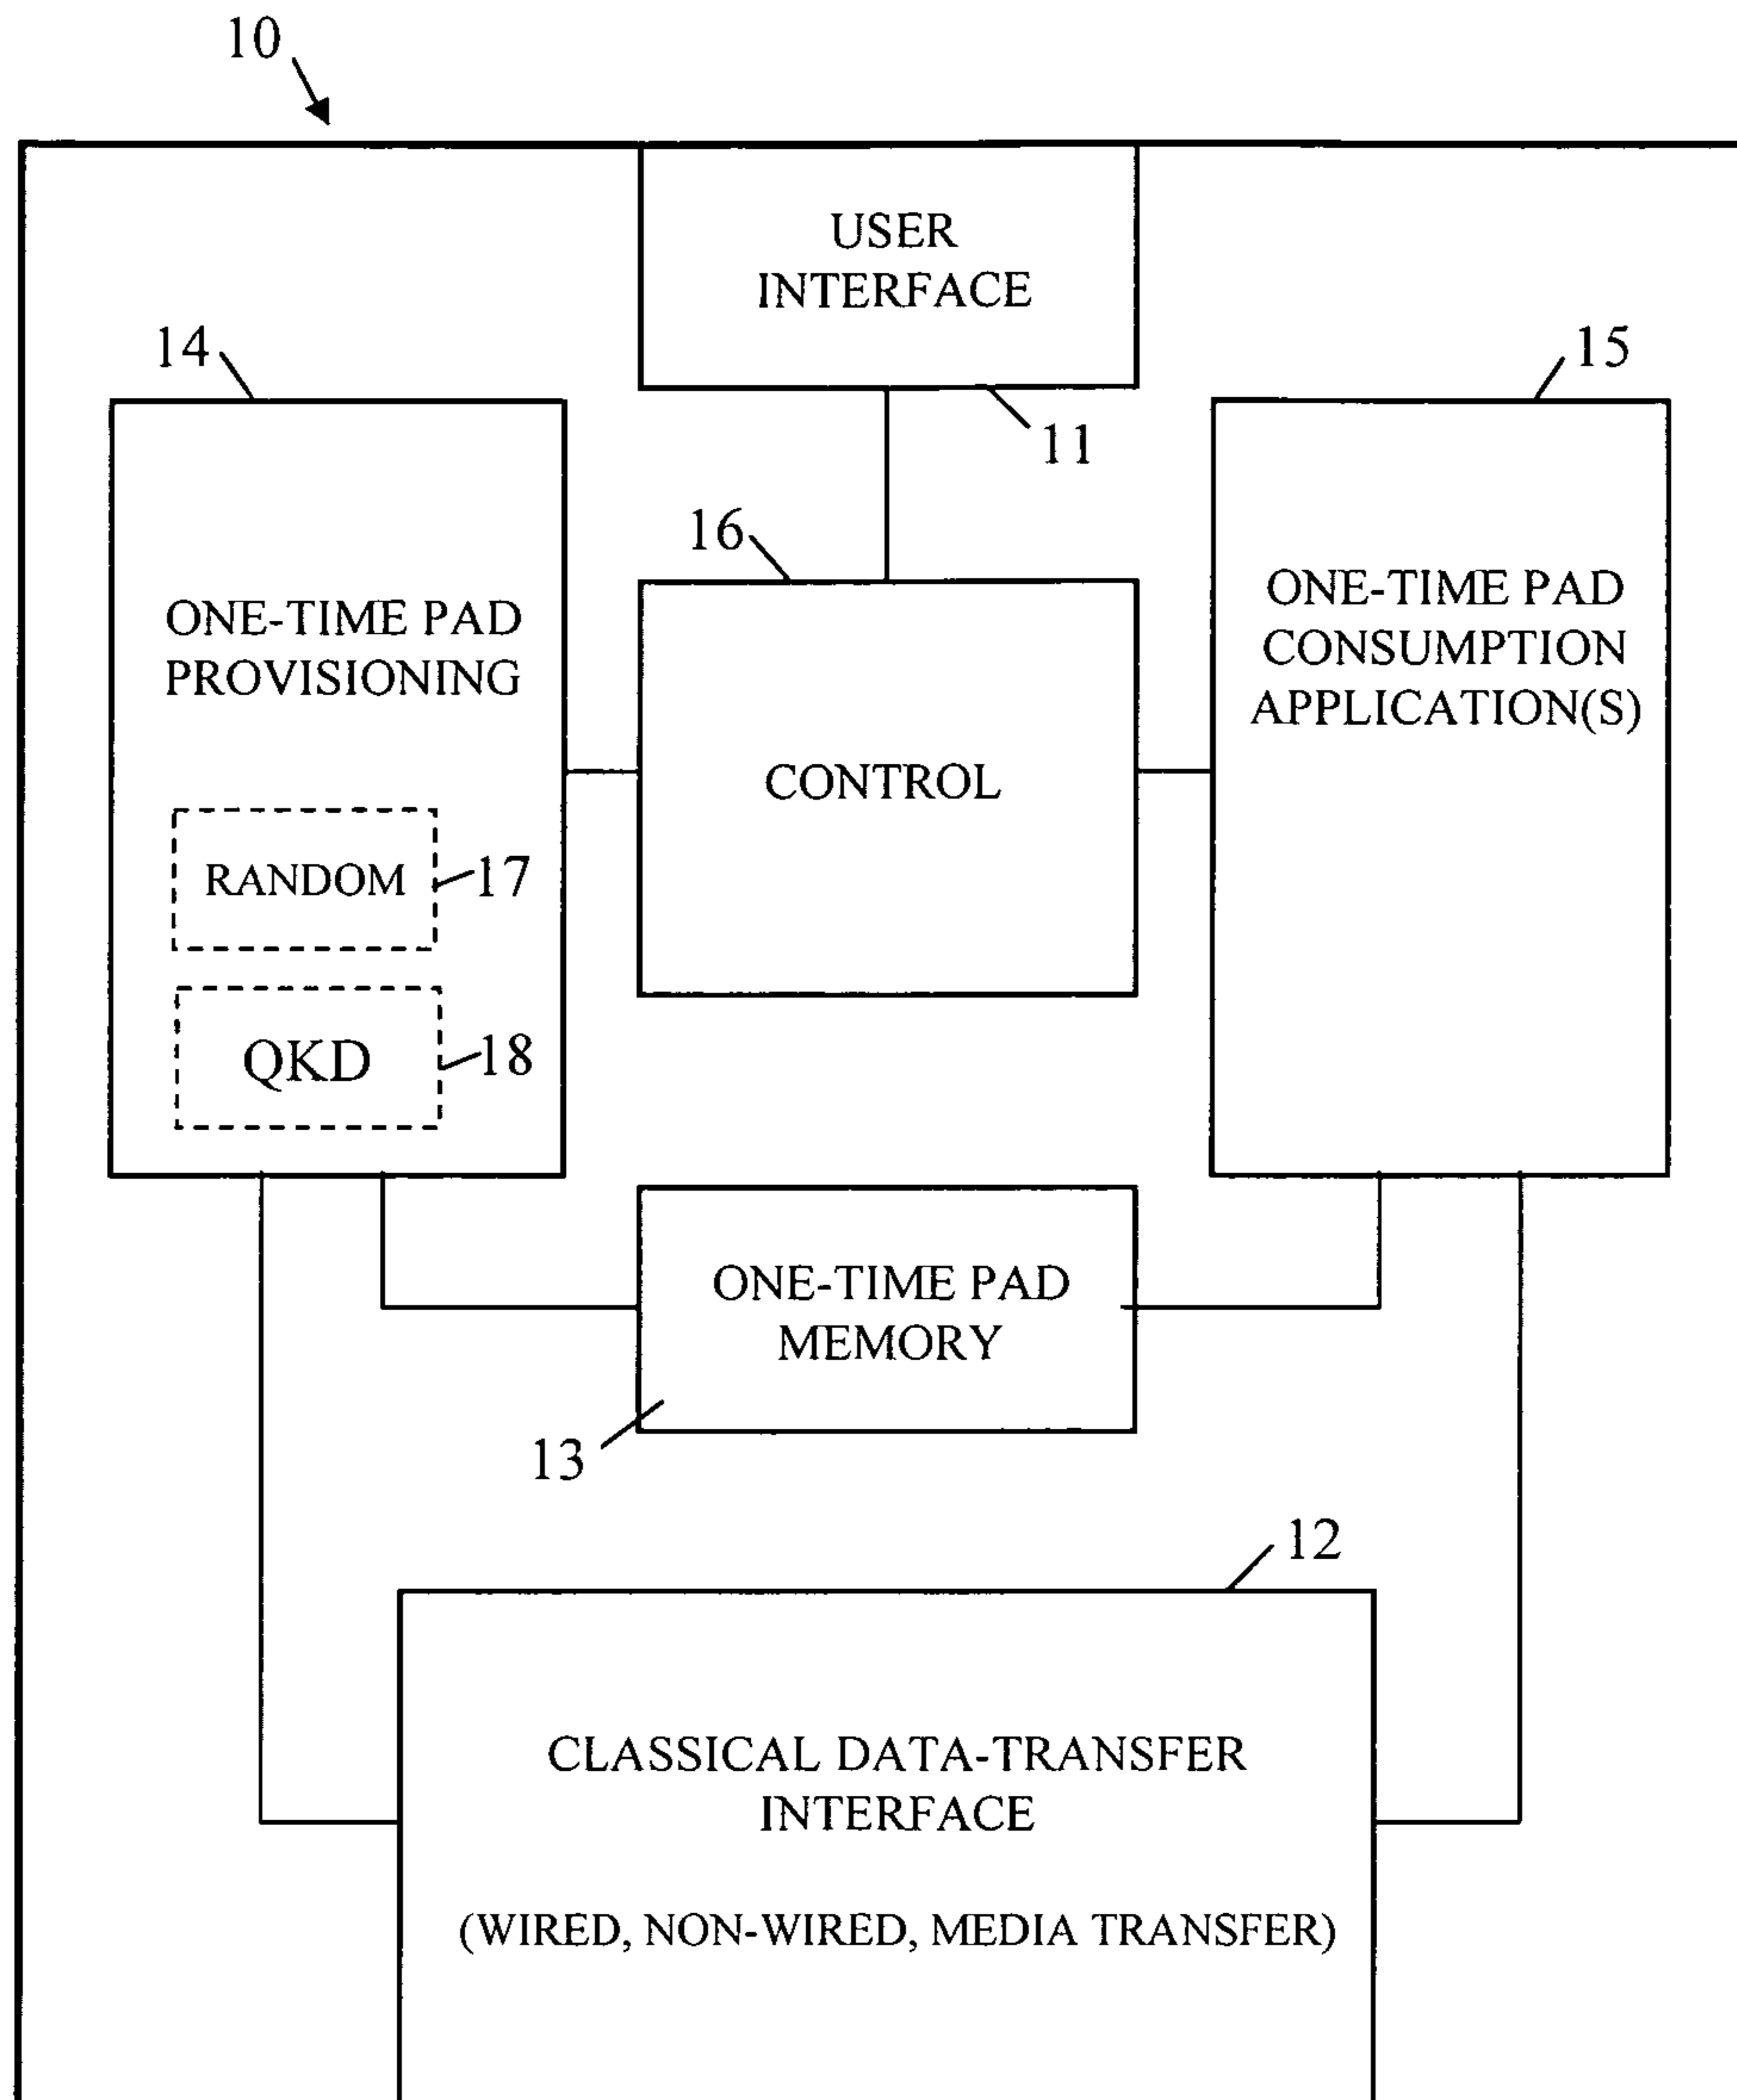 10
USER
INTERFACE
14
15
11
16
ONE-TIME PAD
PROVISIONING
ONE-TIME PAD
CONSUMPTION
APPLICATION(S)
CONTROL
RANDOM
17
QKD
18
ONE-TIME PAD
MEMORY
13
12
CLASSICAL DATA-TRANSFER
INTERFACE
(WIRED, NON-WIRED, MEDIA TRANSFER)